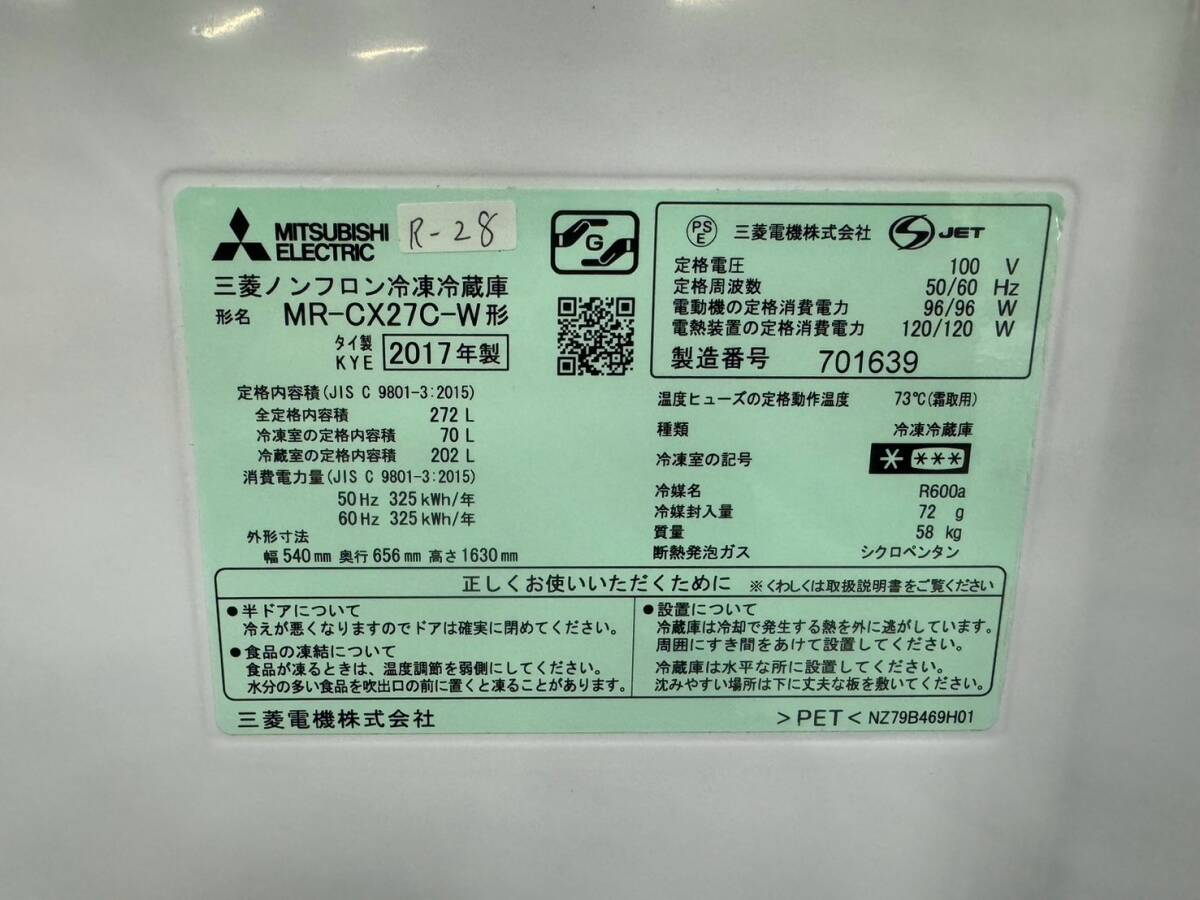 MITSUBISHI
ELECTRIC
R-28
G
三菱ノンフロン冷凍冷蔵庫
形名 MR-CX27C-W形
タイ製
KYE 2017年製
定格内容積(JIS C 9801-3:2015)
全定格内容積 272 L
冷凍室の定格内容積 70 L
冷蔵室の定格内容積 202 L
消費電力量(JIS C 9801-3:2015)
50Hz 325kWh/年
60Hz 325kWh/年
外形寸法
幅540mm 奥行656mm 高さ1630mm
PS
E 三菱電機株式会社 JET
定格電圧 100 V
定格周波数 50/60 Hz
電動機の定格消費電力 96/96 W
電熱装置の定格消費電力 120/120 W
製造番号 701639
温度ヒューズの定格動作温度 73℃(霜取用)
種類 冷凍冷蔵庫
冷凍室の記号 * ***
冷媒名 R600a
冷媒封入量 72 g
質量 58 kg
断熱発泡ガス シクロペンタン
正しくお使いいただくために ※くわしくは取扱説明書をご覧ください
●半ドアについて
冷えが悪くなりますのでドアは確実に閉めてください。
●食品の凍結について
食品が凍るときは、温度調節を弱側にしてください。
水分の多い食品を吹出口の前に置くと凍ることがあります。
●設置について
冷蔵庫は冷却で発生する熱を外に逃がしています。
周囲にすき間をあけて設置してください。
冷蔵庫は水平な所に設置してください。
沈みやすい場所は下に丈夫な板を敷いてください。
三菱電機株式会社 >PET< NZ79B469H01